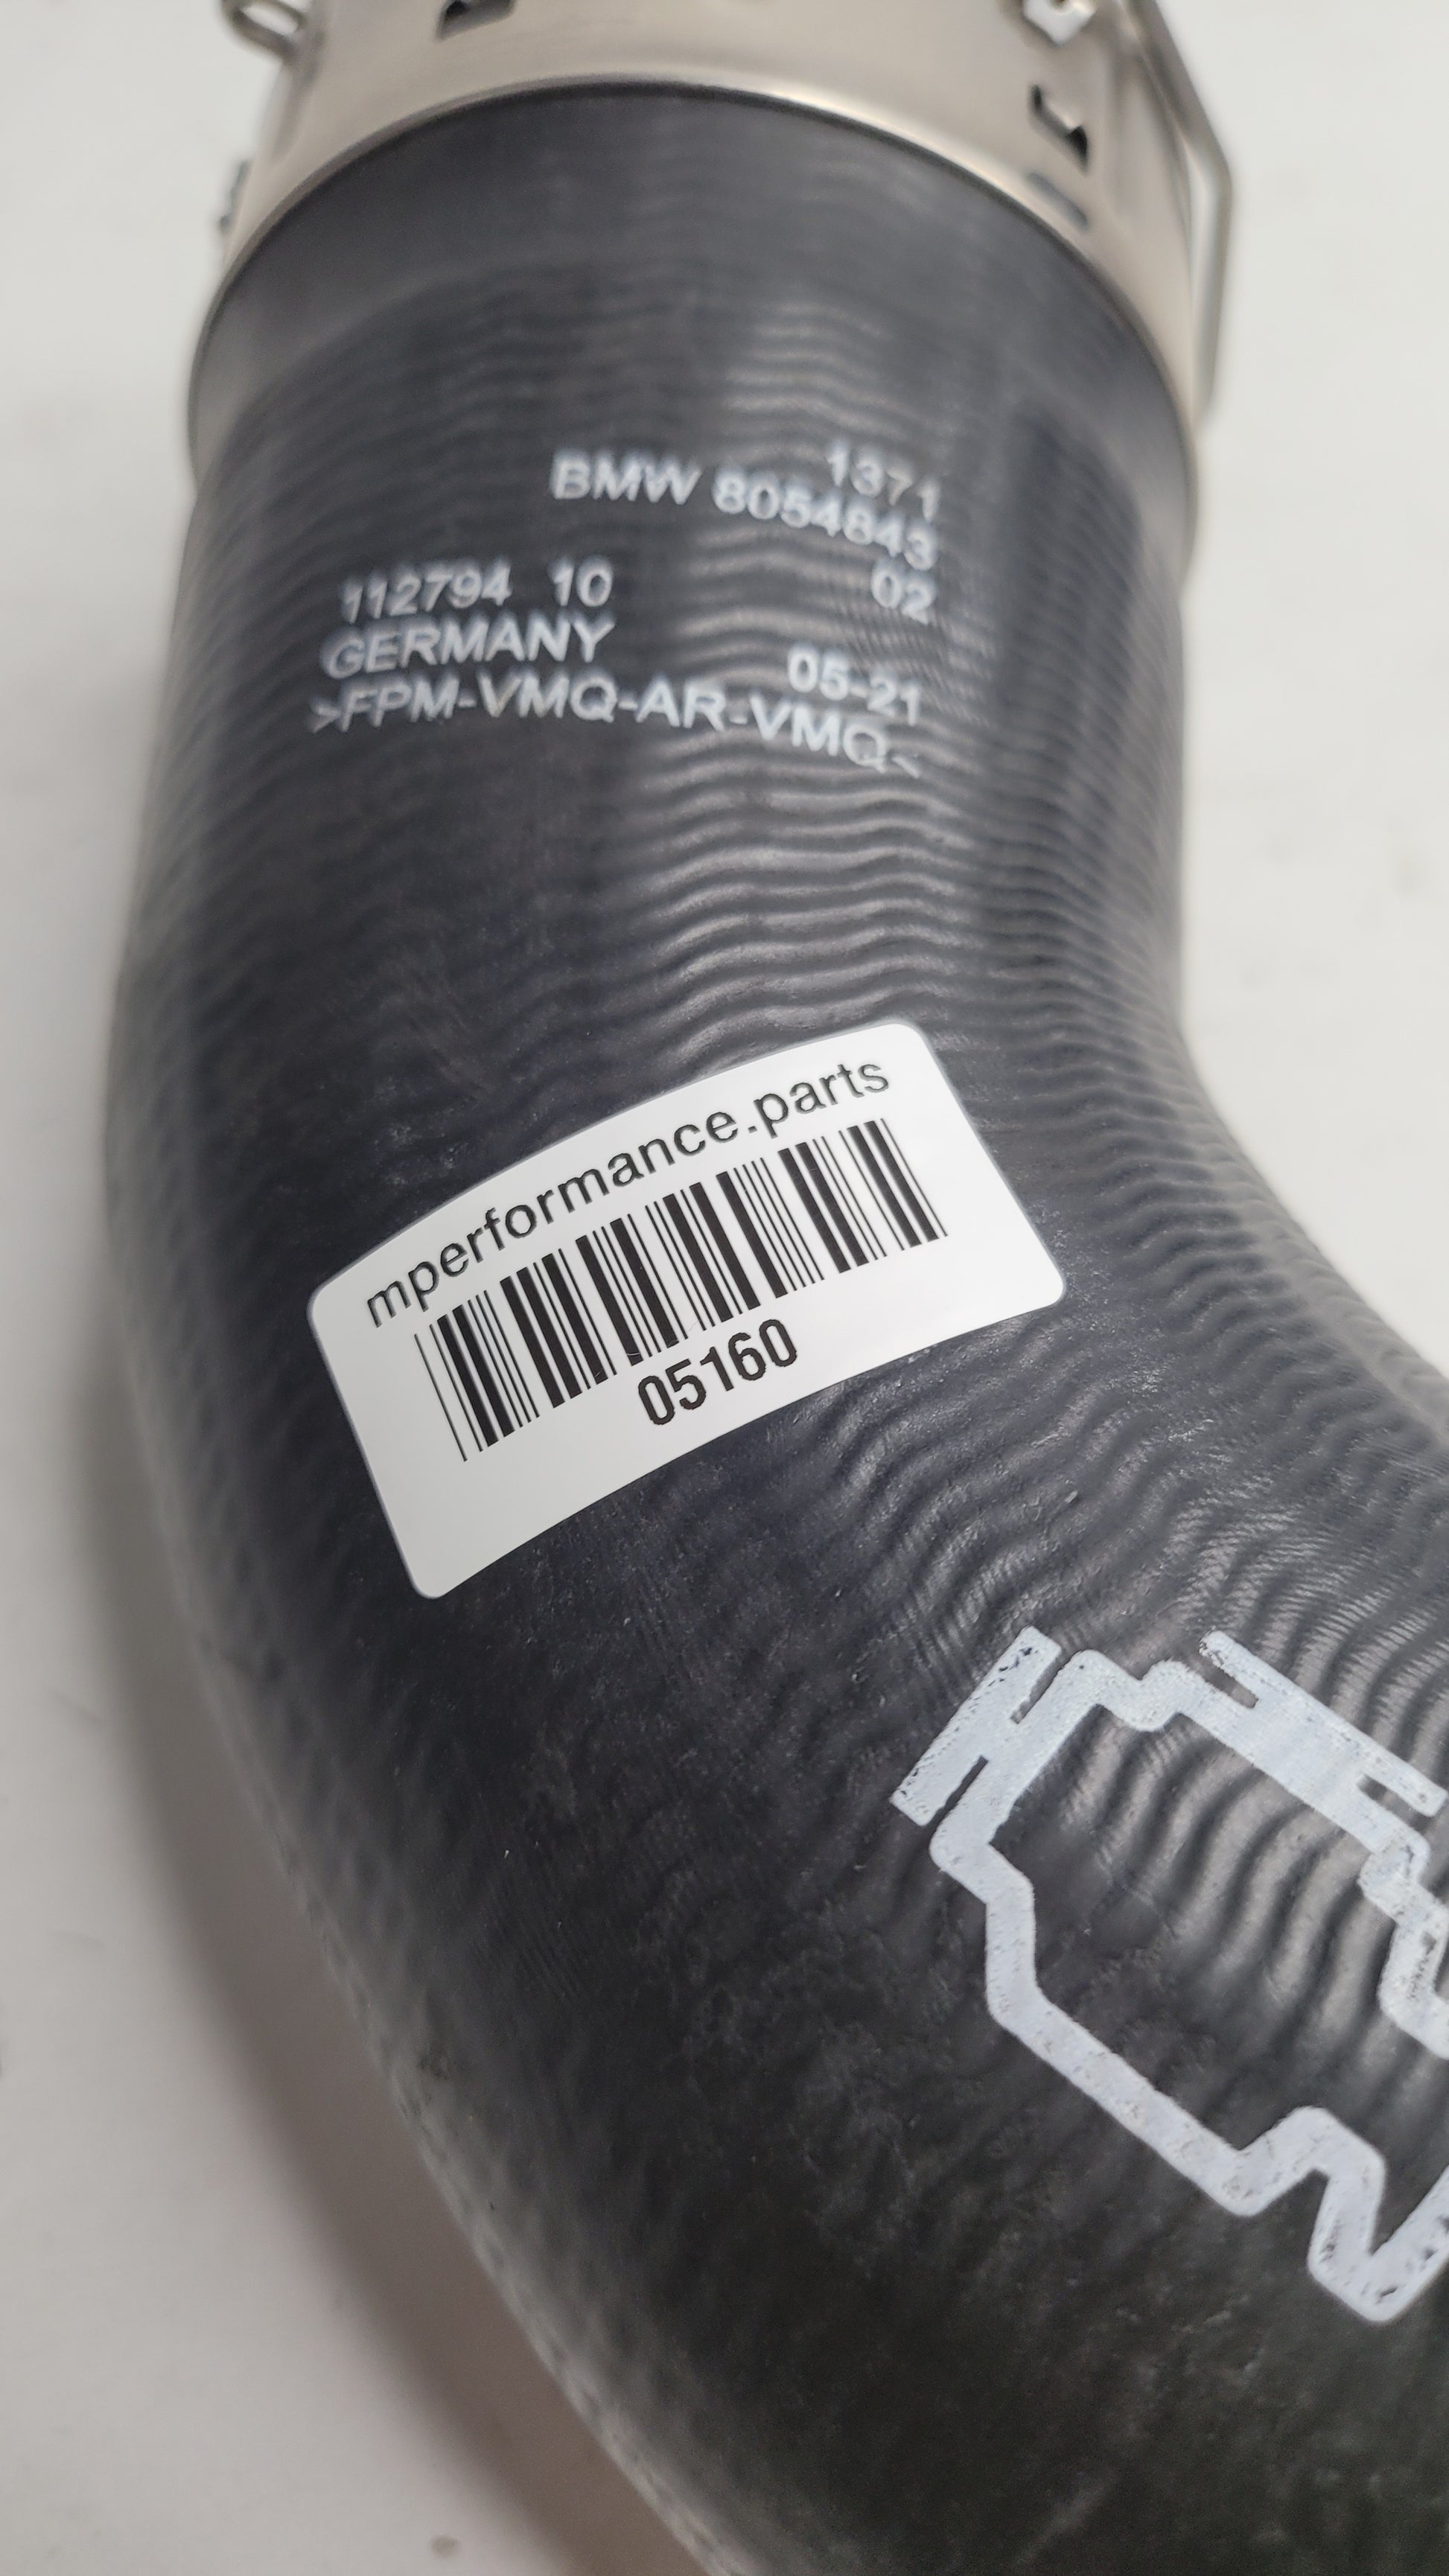 1371
BMW 8054843
02
112794 10
GERMANY
05-21
>FPM-VMQ-AR-VMQ<
mperformance.parts
05160